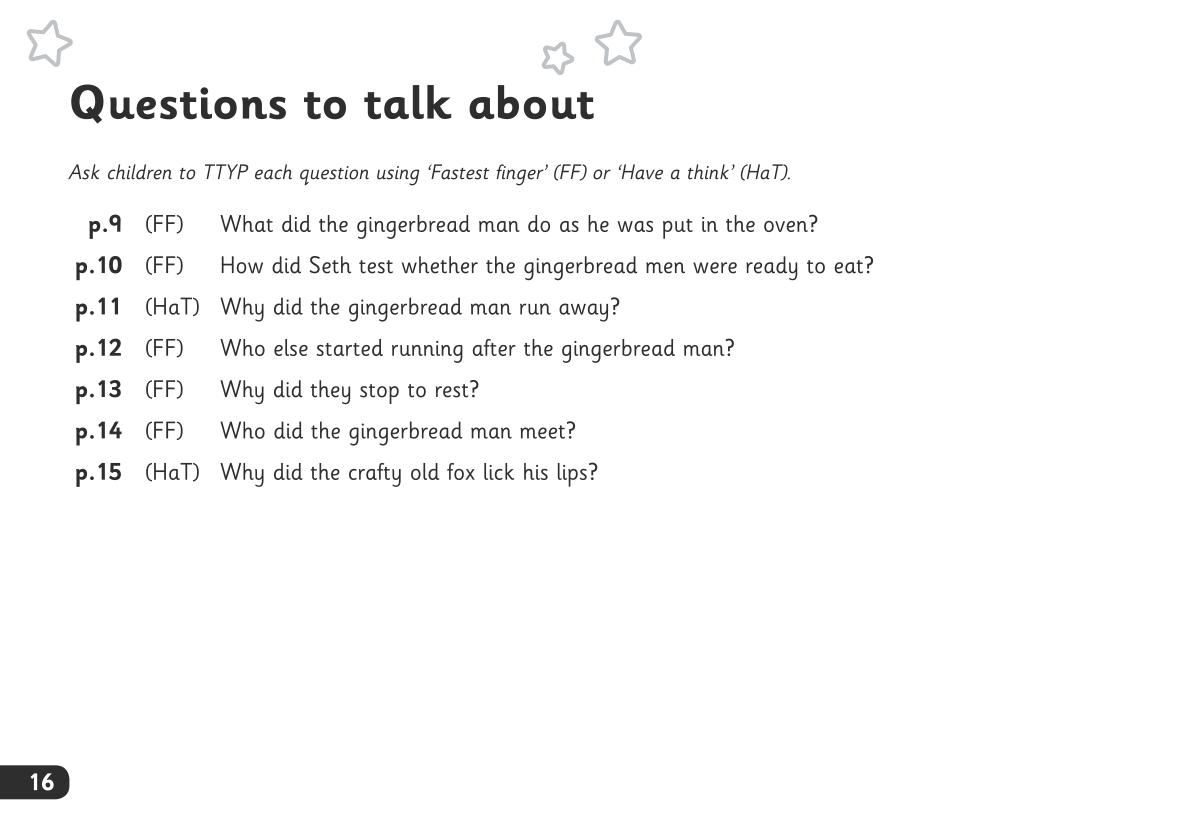 Questions to talk about
Ask children to TTYP each question using ‘Fastest finger’ (FF) or ‘Have a think’ (HaT).
p.9 (FF) What did the gingerbread man do as he was put in the oven?
p.10 (FF) How did Seth test whether the gingerbread men were ready to eat?
p.11 (HaT) Why did the gingerbread man run away?
p.12 (FF) Who else started running after the gingerbread man?
p.13 (FF) Why did they stop to rest?
p.14 (FF) Who did the gingerbread man meet?
p.15 (HaT) Why did the crafty old fox lick his lips?
16